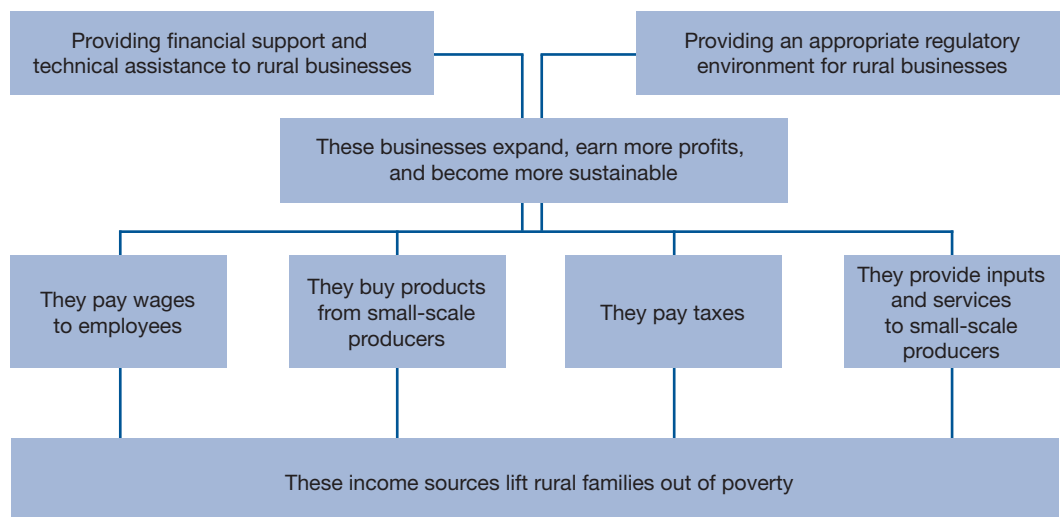 Providing financial support and
technical assistance to rural businesses
Providing an appropriate regulatory
environment for rural businesses
These businesses expand, earn more profits,
and become more sustainable
They pay wages
to employees
They buy products
from small-scale
producers
They pay taxes
They provide inputs
and services
to small-scale
producers
These income sources lift rural families out of poverty